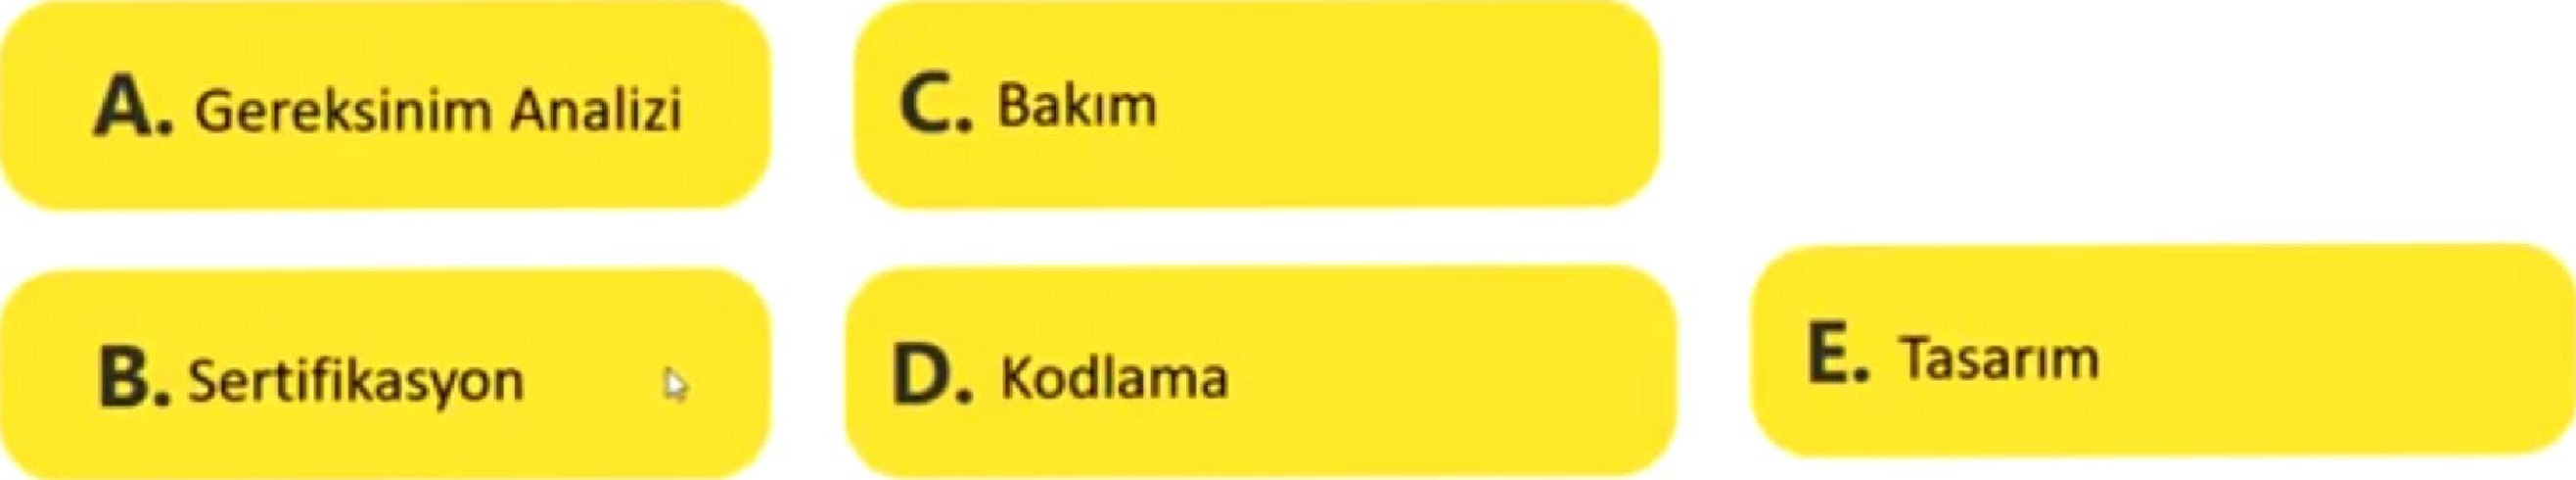 A. Gereksinim Analizi
B. Sertifikasyon
C. Bakım
D. Kodlama
E. Tasarım